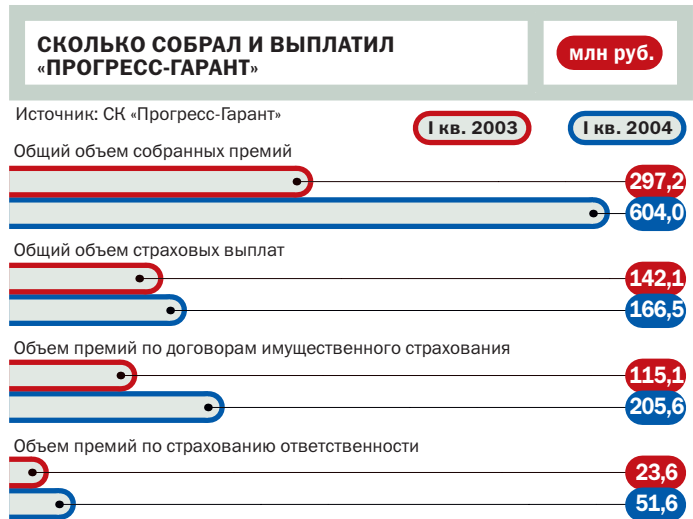 СКОЛЬКО СОБРАЛ И ВЫПЛАТИЛ
«ПРОГРЕСС-ГАРАНТ»
млн руб.
Источник: СК «Прогресс-Гарант»
I кв. 2003
I кв. 2004
Общий объем собранных премий
297,2
604,0
Общий объем страховых выплат
142,1
166,5
Объем премий по договорам имущественного страхования
115,1
205,6
Объем премий по страхованию ответственности
23,6
51,6